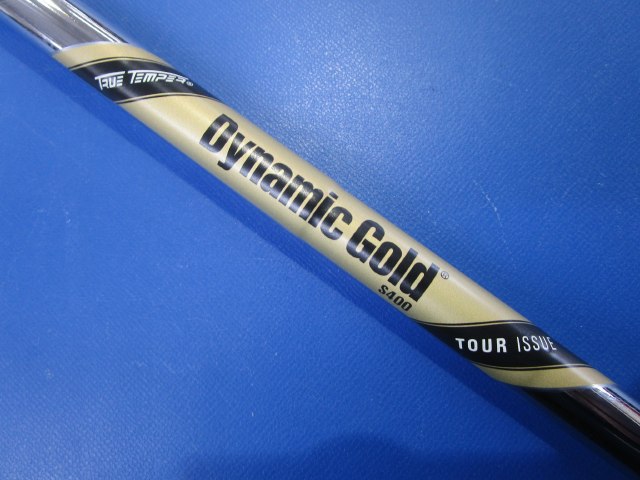 TRUE TEMPER®
Dynamic Gold®
S400
TOUR ISSUE